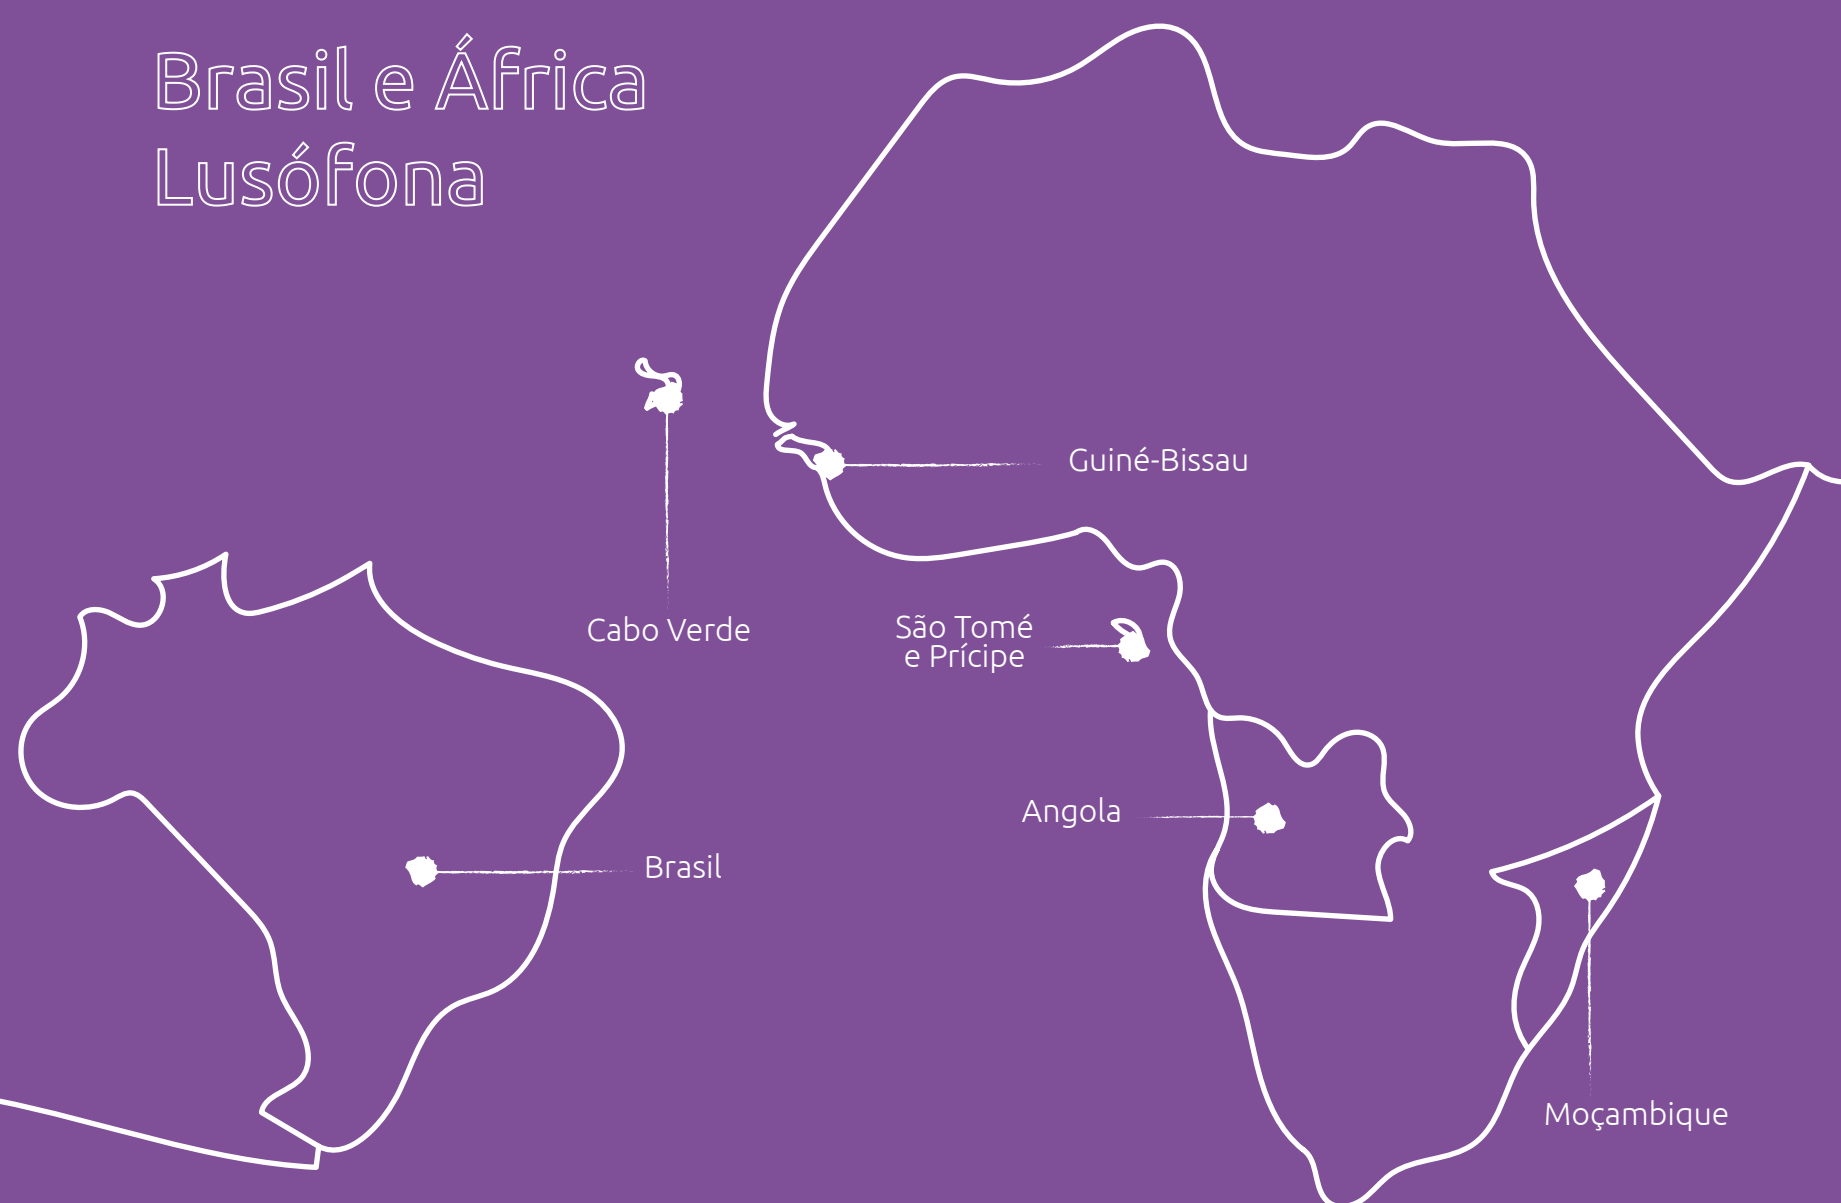 Brasil e África
Lusófona
Guiné-Bissau
Cabo Verde
São Tomé
e Prícipe
Angola
Brasil
Moçambique